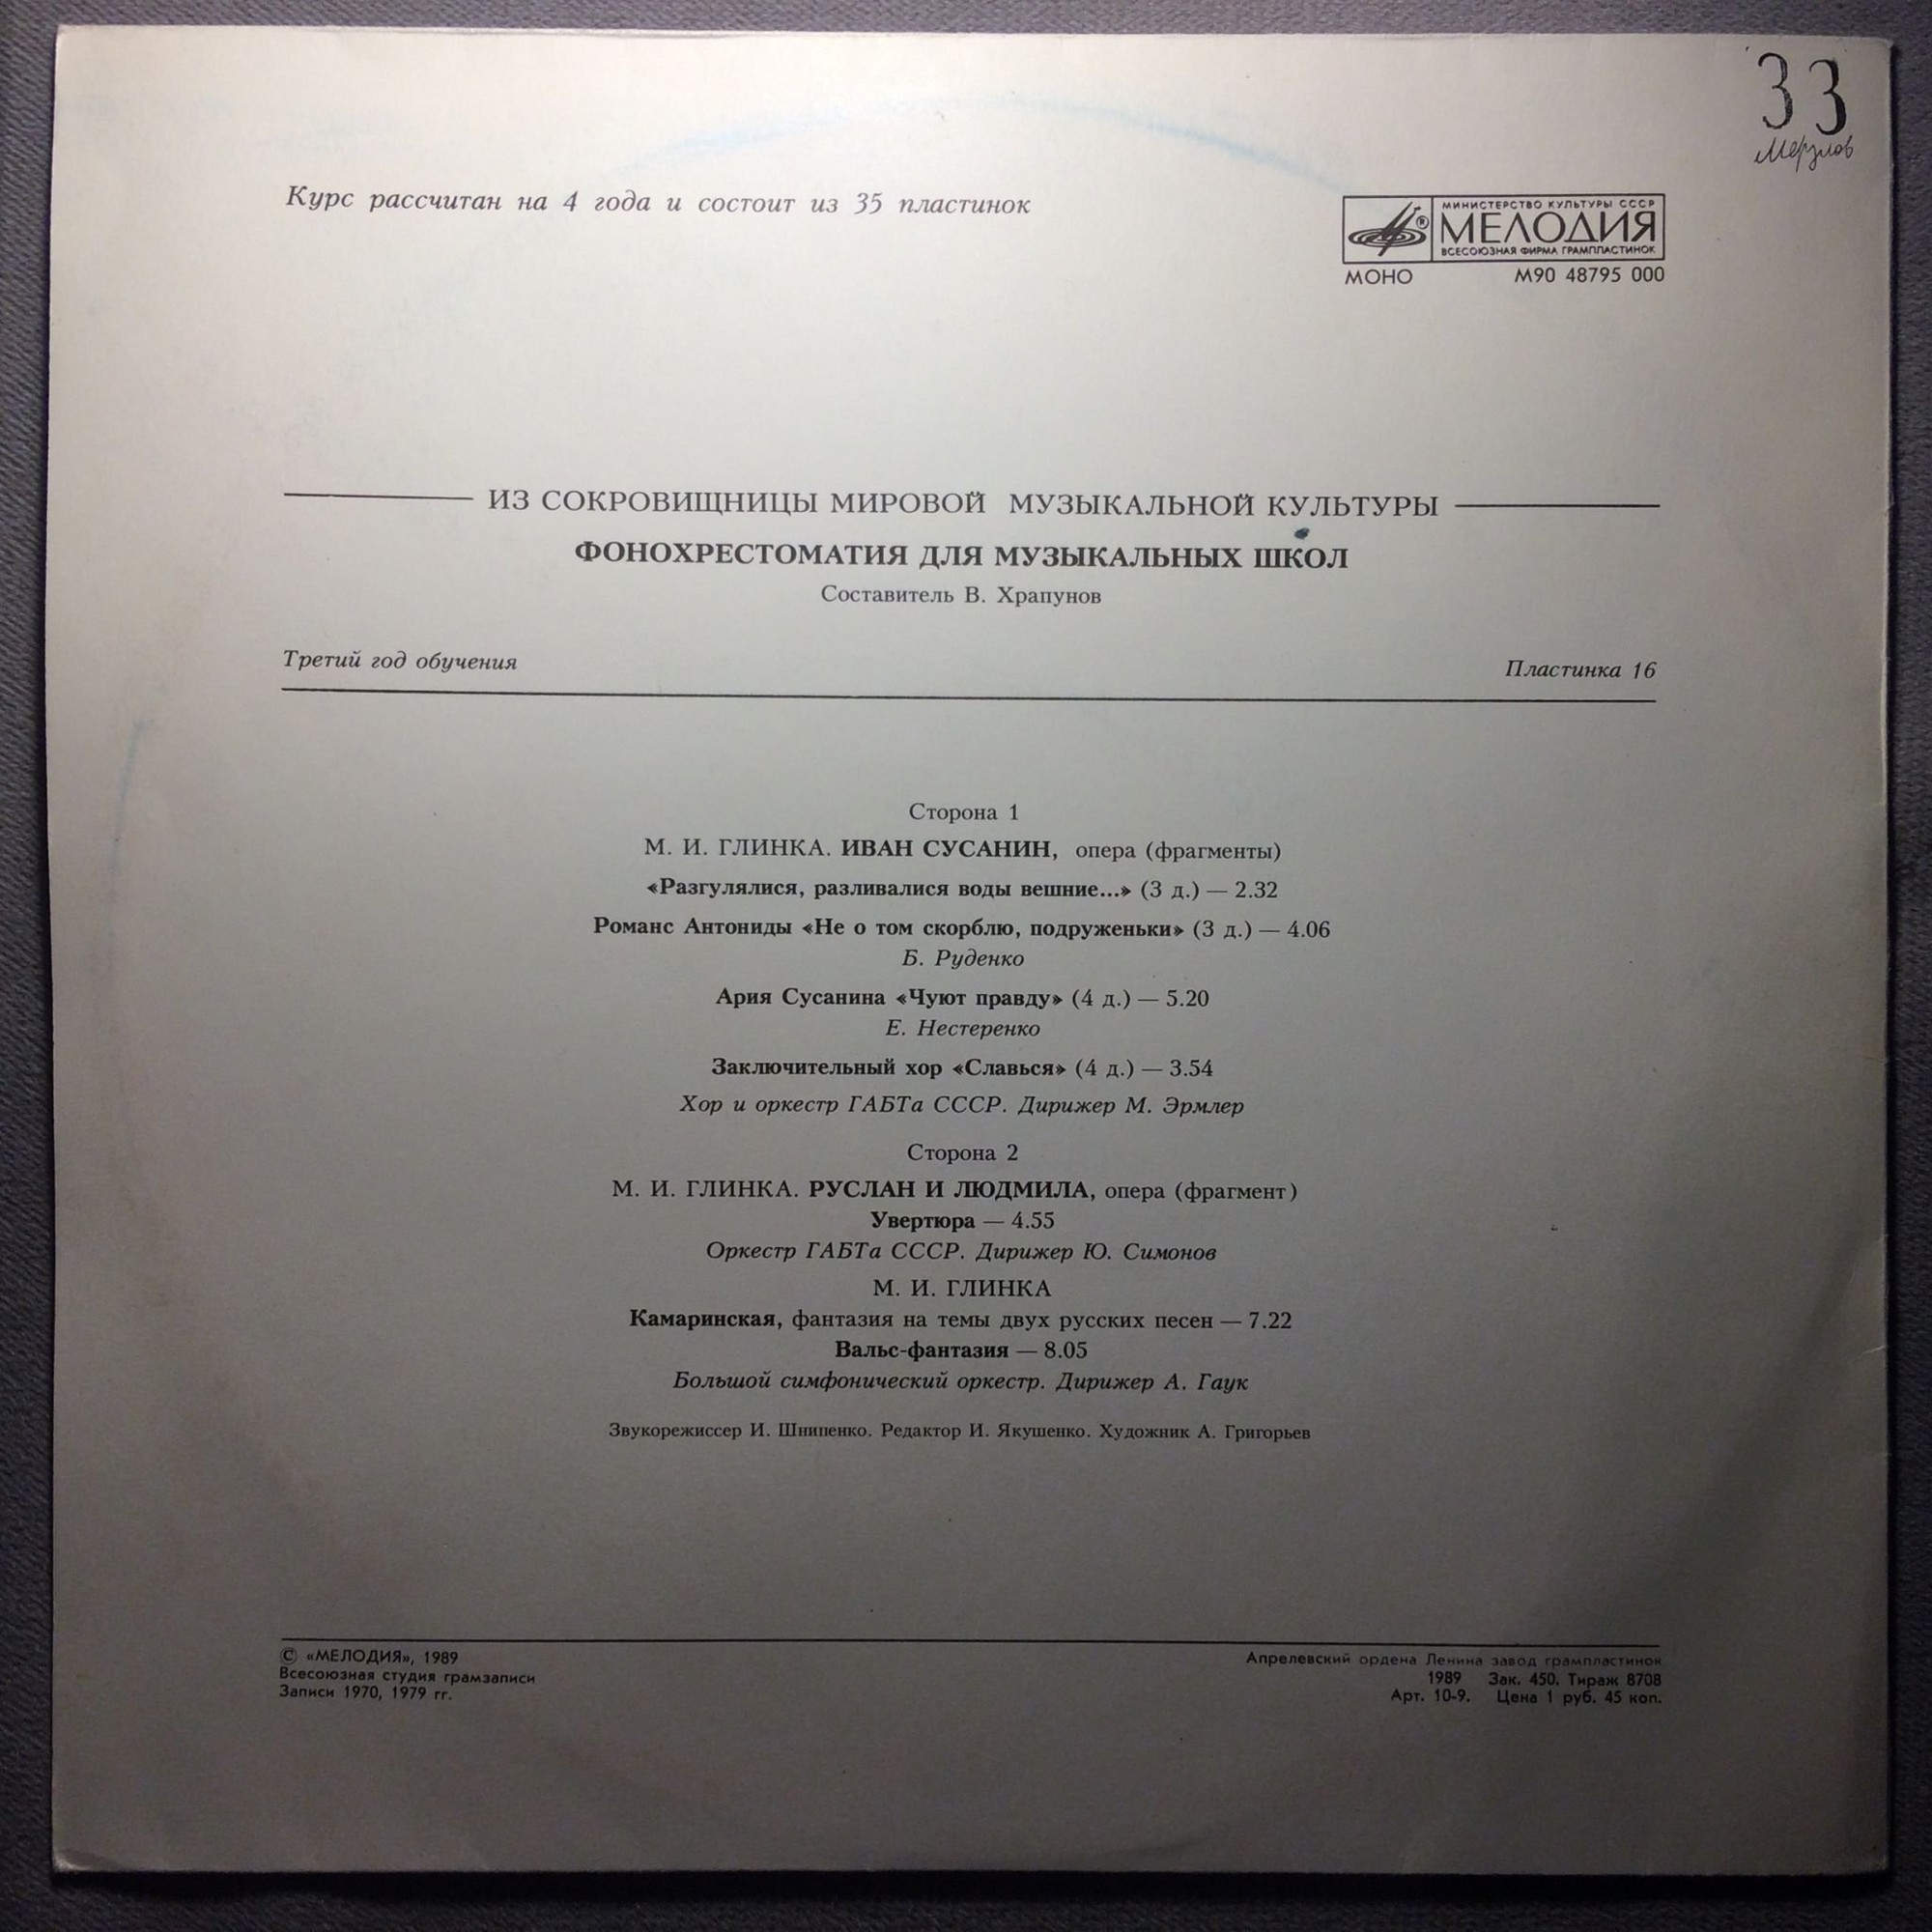 33
Мерзлов
Курс рассчитан на 4 года и состоит из 35 пластинок
МИНИСТЕРСТВО КУЛЬТУРЫ СССР
МЕЛОДИЯ
ВСЕСОЮЗНАЯ ФИРМА ГРАМПЛАСТИНОК
МОНО М90 48795 000
ИЗ СОКРОВИЩНИЦЫ МИРОВОЙ МУЗЫКАЛЬНОЙ КУЛЬТУРЫ
ФОНОХРЕСТОМАТИЯ ДЛЯ МУЗЫКАЛЬНЫХ ШКОЛ
Составитель В. Храпунов
Третий год обучения Пластинка 16
Сторона 1
М. И. ГЛИНКА. ИВАН СУСАНИН, опера (фрагменты)
«Разгулялися, разливалися воды вешние...» (3 д.) — 2.32
Романс Антониды «Не о том скорблю, подруженьки» (3 д.) — 4.06
Б. Руденко
Ария Сусанина «Чуют правду» (4 д.) — 5.20
Е. Нестеренко
Заключительный хор «Славься» (4 д.) — 3.54
Хор и оркестр ГАБТа СССР. Дирижер М. Эрмлер
Сторона 2
М. И. ГЛИНКА. РУСЛАН И ЛЮДМИЛА, опера (фрагмент)
Увертюра — 4.55
Оркестр ГАБТа СССР. Дирижер Ю. Симонов
М. И. ГЛИНКА
Камаринская, фантазия на темы двух русских песен — 7.22
Вальс-фантазия — 8.05
Большой симфонический оркестр. Дирижер А. Гаук
Звукорежиссер И. Шнипенко. Редактор И. Якушенко. Художник А. Григорьев
© «МЕЛОДИЯ», 1989
Всесоюзная студия грамзаписи
Записи 1970, 1979 гг.
Апрелевский ордена Ленина завод грампластинок
1989 Зак. 450. Тираж 8708
Арт. 10-9. Цена 1 руб. 45 коп.